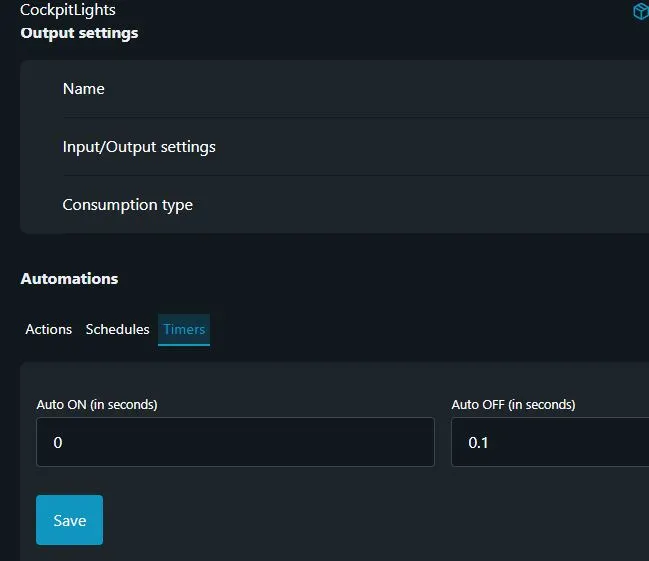 CockpitLights
Output settings
Name
Input/Output settings
Consumption type
Automations
Actions Schedules Timers
Auto ON (in seconds) Auto OFF (in seconds)
0 0.1
Save